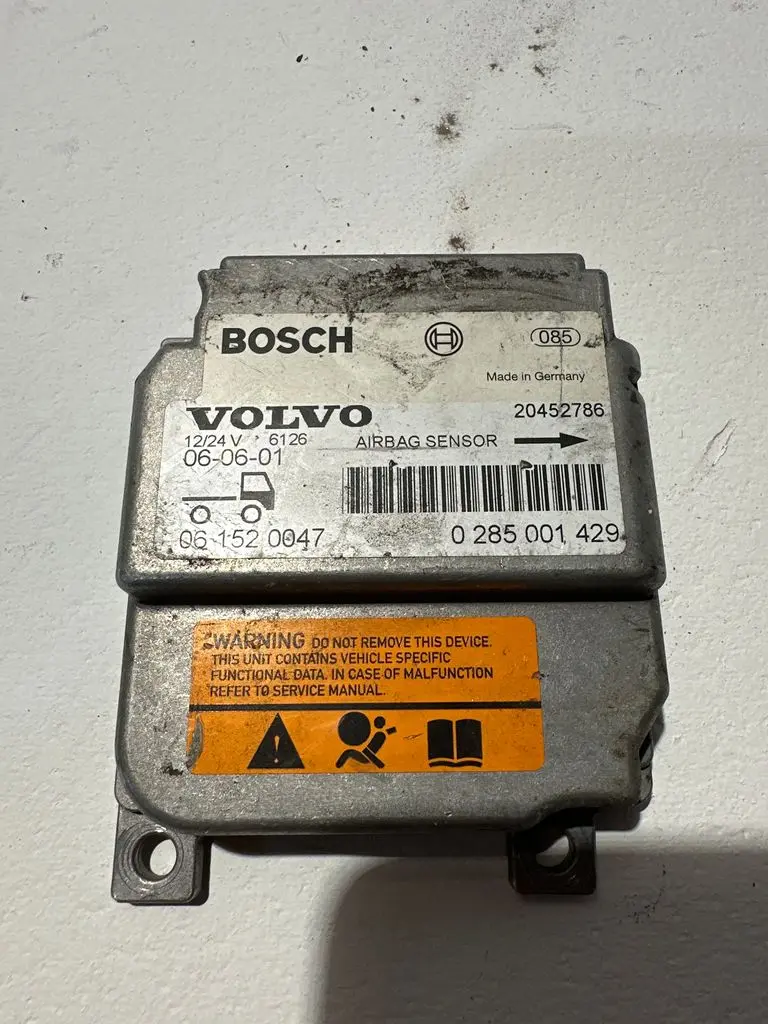 BOSCH
085
Made in Germany
VOLVO
20452786
12/24 V 6126
AIRBAG SENSOR
06-06-01
06 152 0047
0 285 001 429
WARNING DO NOT REMOVE THIS DEVICE.
THIS UNIT CONTAINS VEHICLE SPECIFIC
FUNCTIONAL DATA. IN CASE OF MALFUNCTION
REFER TO SERVICE MANUAL.